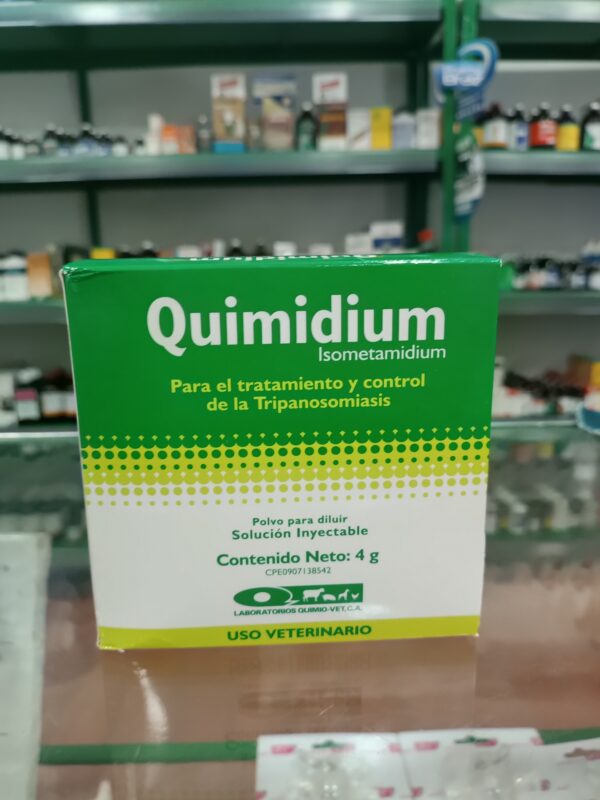 Quimidium
Isometamidium
Para el tratamiento y control
de la Tripanosomiasis
Polvo para diluir
Solución Inyectable
Contenido Neto: 4 g
CPE0907138542
LABORATORIOS QUIMIO-VET, C.A.
USO VETERINARIO